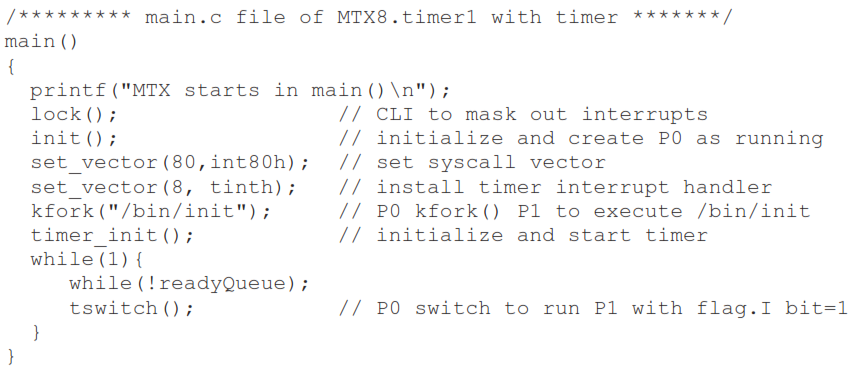 /********* main.c file of MTX8.timer1 with timer *******/
main()
{
  printf("MTX starts in main()\n");
  lock();                 // CLI to mask out interrupts
  init();                 // initialize and create P0 as running
  set_vector(80,int80h);  // set syscall vector
  set_vector(8, tinth);   // install timer interrupt handler
  kfork("/bin/init");     // P0 kfork() P1 to execute /bin/init
  timer_init();           // initialize and start timer
  while(1){
     while(!readyQueue);
     tswitch();           // P0 switch to run P1 with flag.I bit=1
  }
}